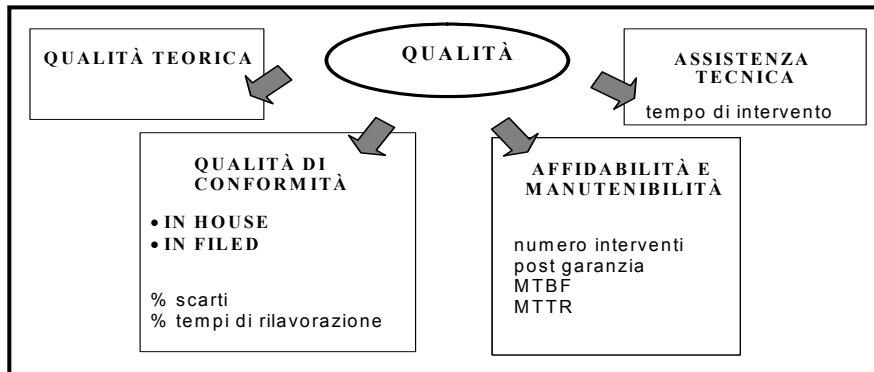 QUALITÀ
QUALITÀ TEORICA
ASSISTENZA
TECNICA
tempo di intervento
QUALITÀ DI
CONFORMITÀ
• IN HOUSE
• IN FILED
% scarti
% tempi di rilavorazione
AFFIDABILITÀ E
MANUTENIBILITÀ
numero interventi
post garanzia
MTBF
MTTR